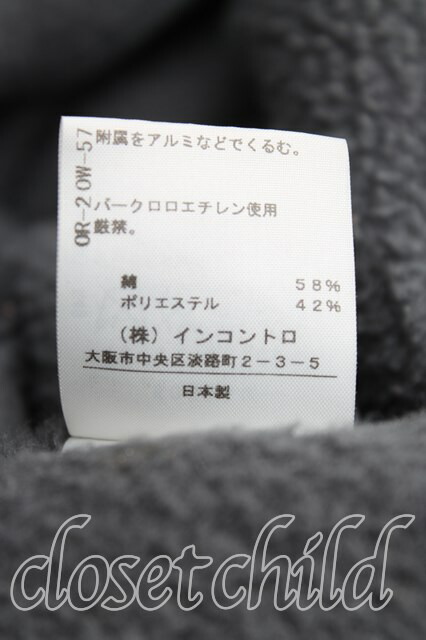 OR-20W-57
附属をアルミなどでくるむ。
パークロロエチレン使用
厳禁。
綿 58%
ポリエステル 42%
(株) インコントロ
大阪市中央区淡路町2-3-5
日本製
closetchild